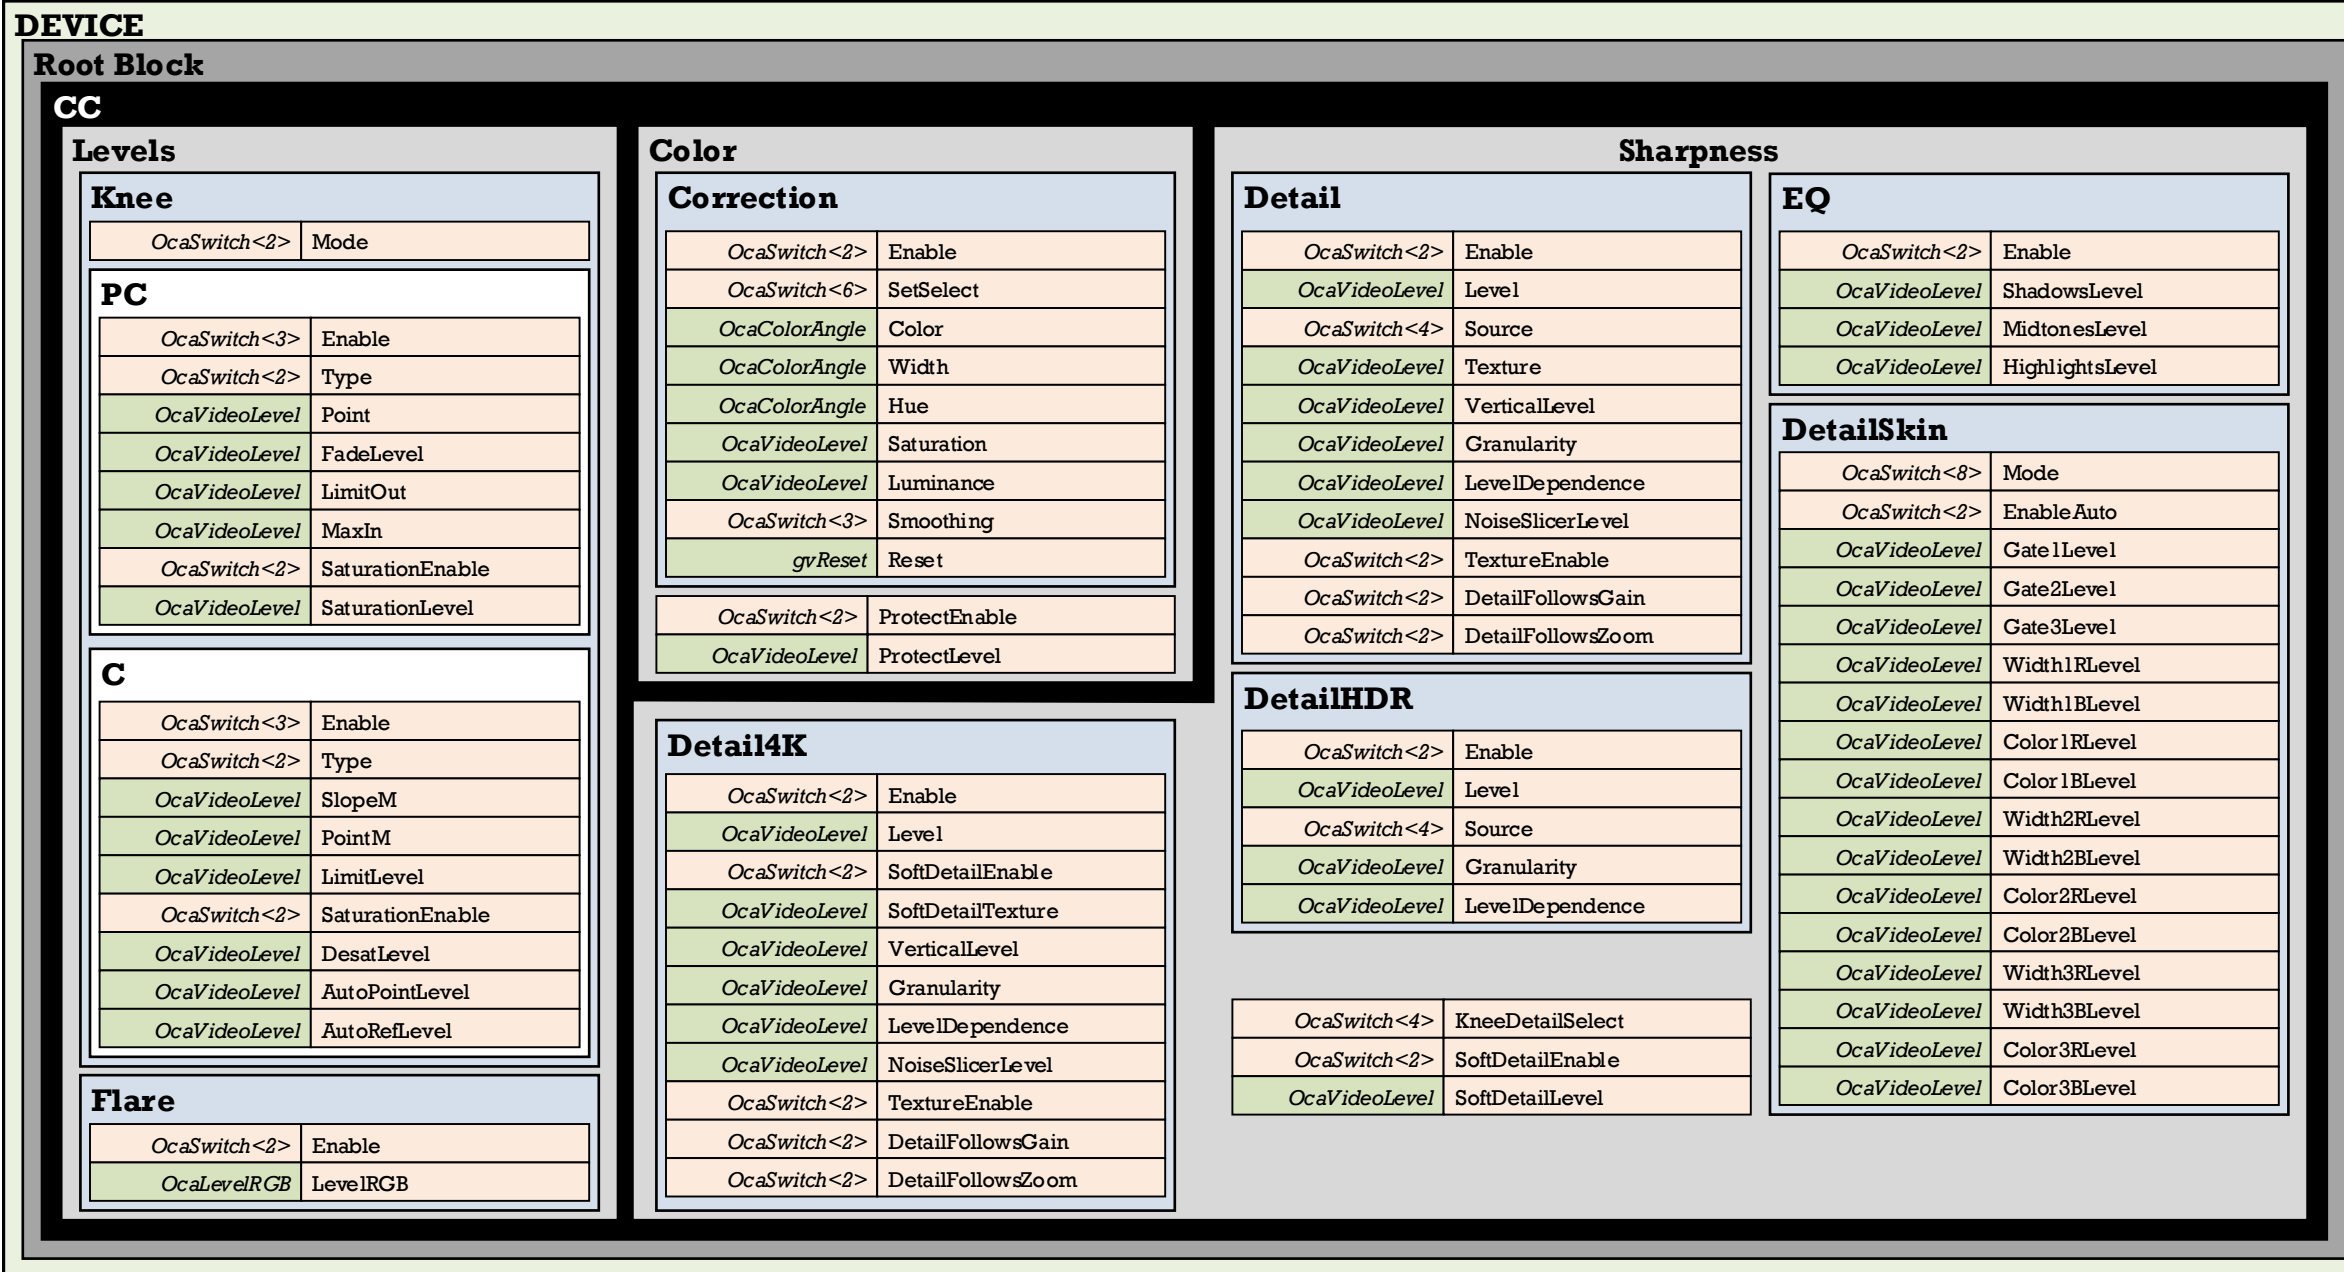 DEVICE
Root Block
CC
Levels
Knee
OcaSwitch<2> Mode
PC
OcaSwitch<3> Enable
OcaSwitch<2> Type
OcaVideoLevel Point
OcaVideoLevel FadeLevel
OcaVideoLevel LimitOut
OcaVideoLevel MaxIn
OcaSwitch<2> SaturationEnable
OcaVideoLevel SaturationLevel
C
OcaSwitch<3> Enable
OcaSwitch<2> Type
OcaVideoLevel SlopeM
OcaVideoLevel PointM
OcaVideoLevel LimitLevel
OcaSwitch<2> SaturationEnable
OcaVideoLevel DesatLevel
OcaVideoLevel AutoPointLevel
OcaVideoLevel AutoRefLevel
Flare
OcaSwitch<2> Enable
OcaLevelRGB LevelRGB
Color
Correction
OcaSwitch<2> Enable
OcaSwitch<6> SetSelect
OcaColorAngle Color
OcaColorAngle Width
OcaColorAngle Hue
OcaVideoLevel Saturation
OcaVideoLevel Luminance
OcaSwitch<3> Smoothing
gvReset Reset
OcaSwitch<2> ProtectEnable
OcaVideoLevel ProtectLevel
Sharpness
Detail4K
OcaSwitch<2> Enable
OcaVideoLevel Level
OcaSwitch<2> SoftDetailEnable
OcaVideoLevel SoftDetailTexture
OcaVideoLevel VerticalLevel
OcaVideoLevel Granularity
OcaVideoLevel LevelDependence
OcaVideoLevel NoiseSlicerLevel
OcaSwitch<2> TextureEnable
OcaSwitch<2> DetailFollowsGain
OcaSwitch<2> DetailFollowsZoom
Detail
OcaSwitch<2> Enable
OcaVideoLevel Level
OcaSwitch<4> Source
OcaVideoLevel Texture
OcaVideoLevel VerticalLevel
OcaVideoLevel Granularity
OcaVideoLevel LevelDependence
OcaVideoLevel NoiseSlicerLevel
OcaSwitch<2> TextureEnable
OcaSwitch<2> DetailFollowsGain
OcaSwitch<2> DetailFollowsZoom
DetailHDR
OcaSwitch<2> Enable
OcaVideoLevel Level
OcaSwitch<4> Source
OcaVideoLevel Granularity
OcaVideoLevel LevelDependence
OcaSwitch<4> KneeDetailSelect
OcaSwitch<2> SoftDetailEnable
OcaVideoLevel SoftDetailLevel
EQ
OcaSwitch<2> Enable
OcaVideoLevel ShadowsLevel
OcaVideoLevel MidtonesLevel
OcaVideoLevel HighlightsLevel
DetailSkin
OcaSwitch<8> Mode
OcaSwitch<2> EnableAuto
OcaVideoLevel Gate1Level
OcaVideoLevel Gate2Level
OcaVideoLevel Gate3Level
OcaVideoLevel Width1RLevel
OcaVideoLevel Width1BLevel
OcaVideoLevel Color1RLevel
OcaVideoLevel Color1BLevel
OcaVideoLevel Width2RLevel
OcaVideoLevel Width2BLevel
OcaVideoLevel Color2RLevel
OcaVideoLevel Color2BLevel
OcaVideoLevel Width3RLevel
OcaVideoLevel Width3BLevel
OcaVideoLevel Color3RLevel
OcaVideoLevel Color3BLevel